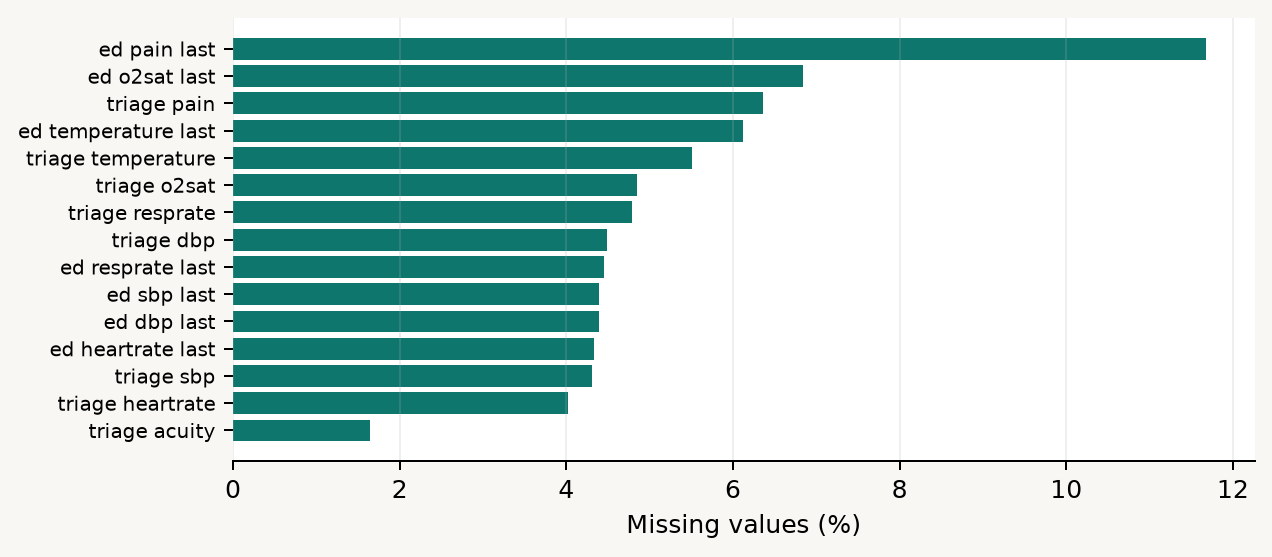 ed pain last
ed o2sat last
triage pain
ed temperature last
triage temperature
triage o2sat
triage resprate
triage dbp
ed resprate last
ed sbp last
ed dbp last
ed heartrate last
triage sbp
triage heartrate
triage acuity
0 2 4 6 8 10 12
Missing values (%)